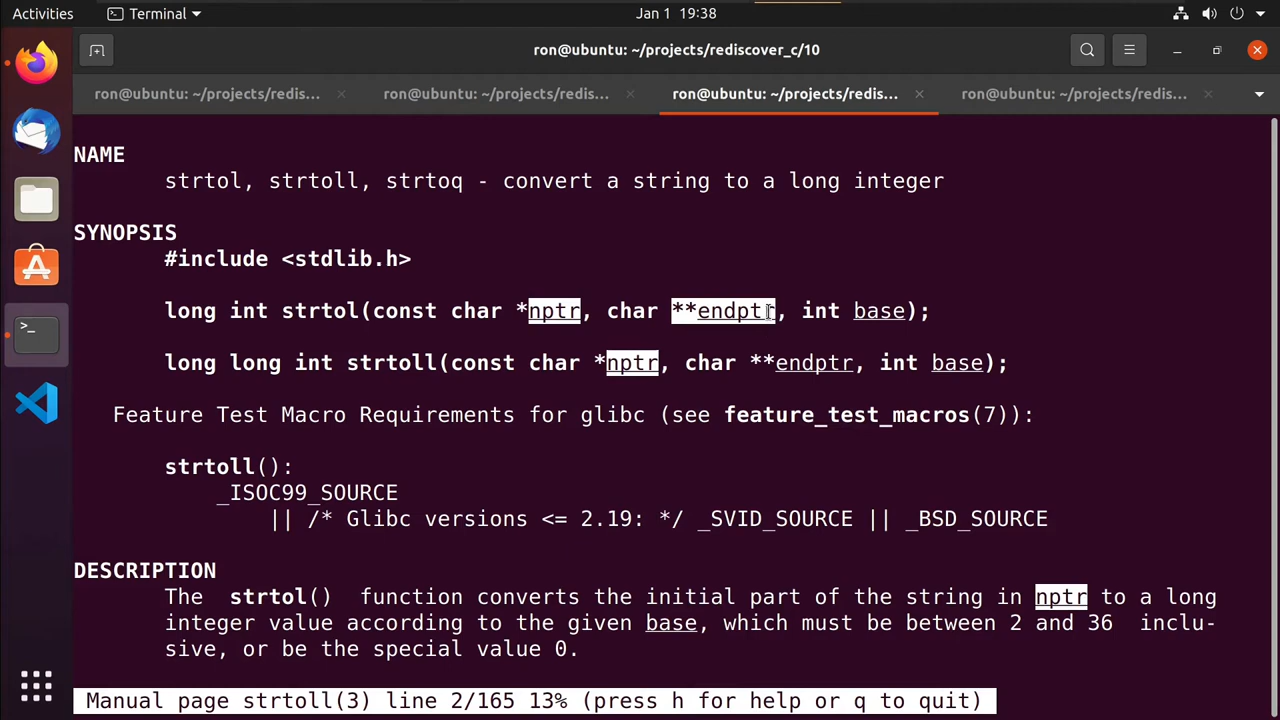 Activities Terminal Jan 1 19:38
ron@ubuntu: ~/projects/rediscover_c/10
ron@ubuntu: ~/projects/redis... × ron@ubuntu: ~/projects/redis... × ron@ubuntu: ~/projects/redis... × ron@ubuntu: ~/projects/redis... ×
NAME
strtol, strtoll, strtoq - convert a string to a long integer
SYNOPSIS
#include <stdlib.h>
long int strtol(const char *nptr, char **endptr, int base);
long long int strtoll(const char *nptr, char **endptr, int base);
Feature Test Macro Requirements for glibc (see feature_test_macros(7)):
strtoll():
_ISOC99_SOURCE
|| /* Glibc versions <= 2.19: */ _SVID_SOURCE || _BSD_SOURCE
DESCRIPTION
The strtol() function converts the initial part of the string in nptr to a long
integer value according to the given base, which must be between 2 and 36 inclu-
sive, or be the special value 0.
Manual page strtoll(3) line 2/165 13% (press h for help or q to quit)